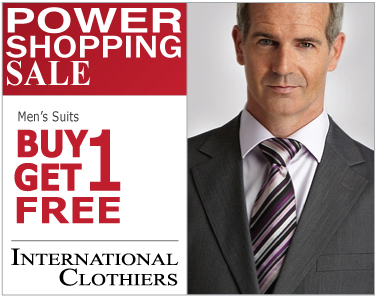 POWER
SHOPPING
SALE
Men's Suits
BUY 1
GET
FREE
INTERNATIONAL
CLOTHIERS